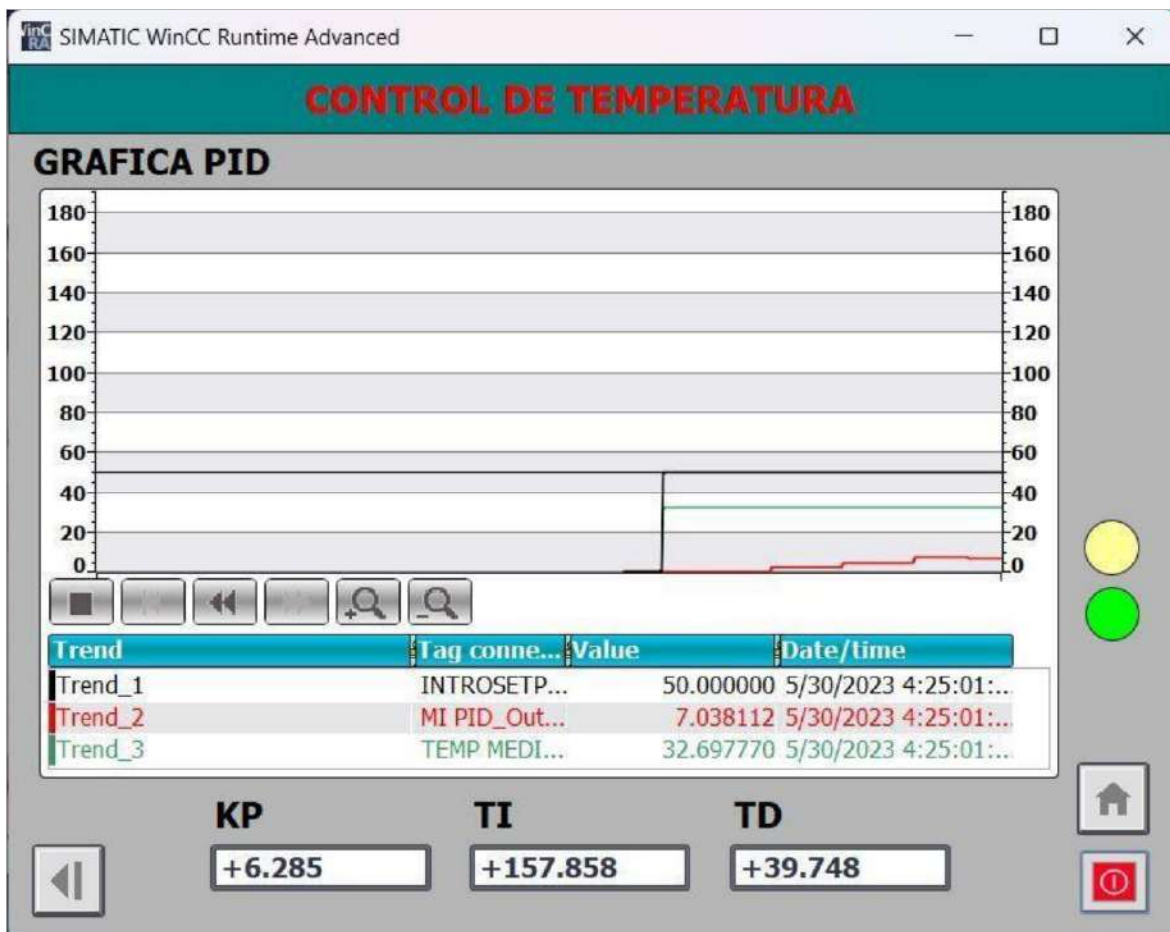 WinC
RA SIMATIC WinCC Runtime Advanced
CONTROL DE TEMPERATURA
GRAFICA PID
180 180
160 160
140 140
120 120
100 100
80 80
60 60
40 40
20 20
0 0
Trend Tag conne... Value Date/time
Trend_1 INTROSETP... 50.000000 5/30/2023 4:25:01:...
Trend_2 MI PID_Out... 7.038112 5/30/2023 4:25:01:...
Trend_3 TEMP MEDI... 32.697770 5/30/2023 4:25:01:...
KP TI TD
+6.285 +157.858 +39.748